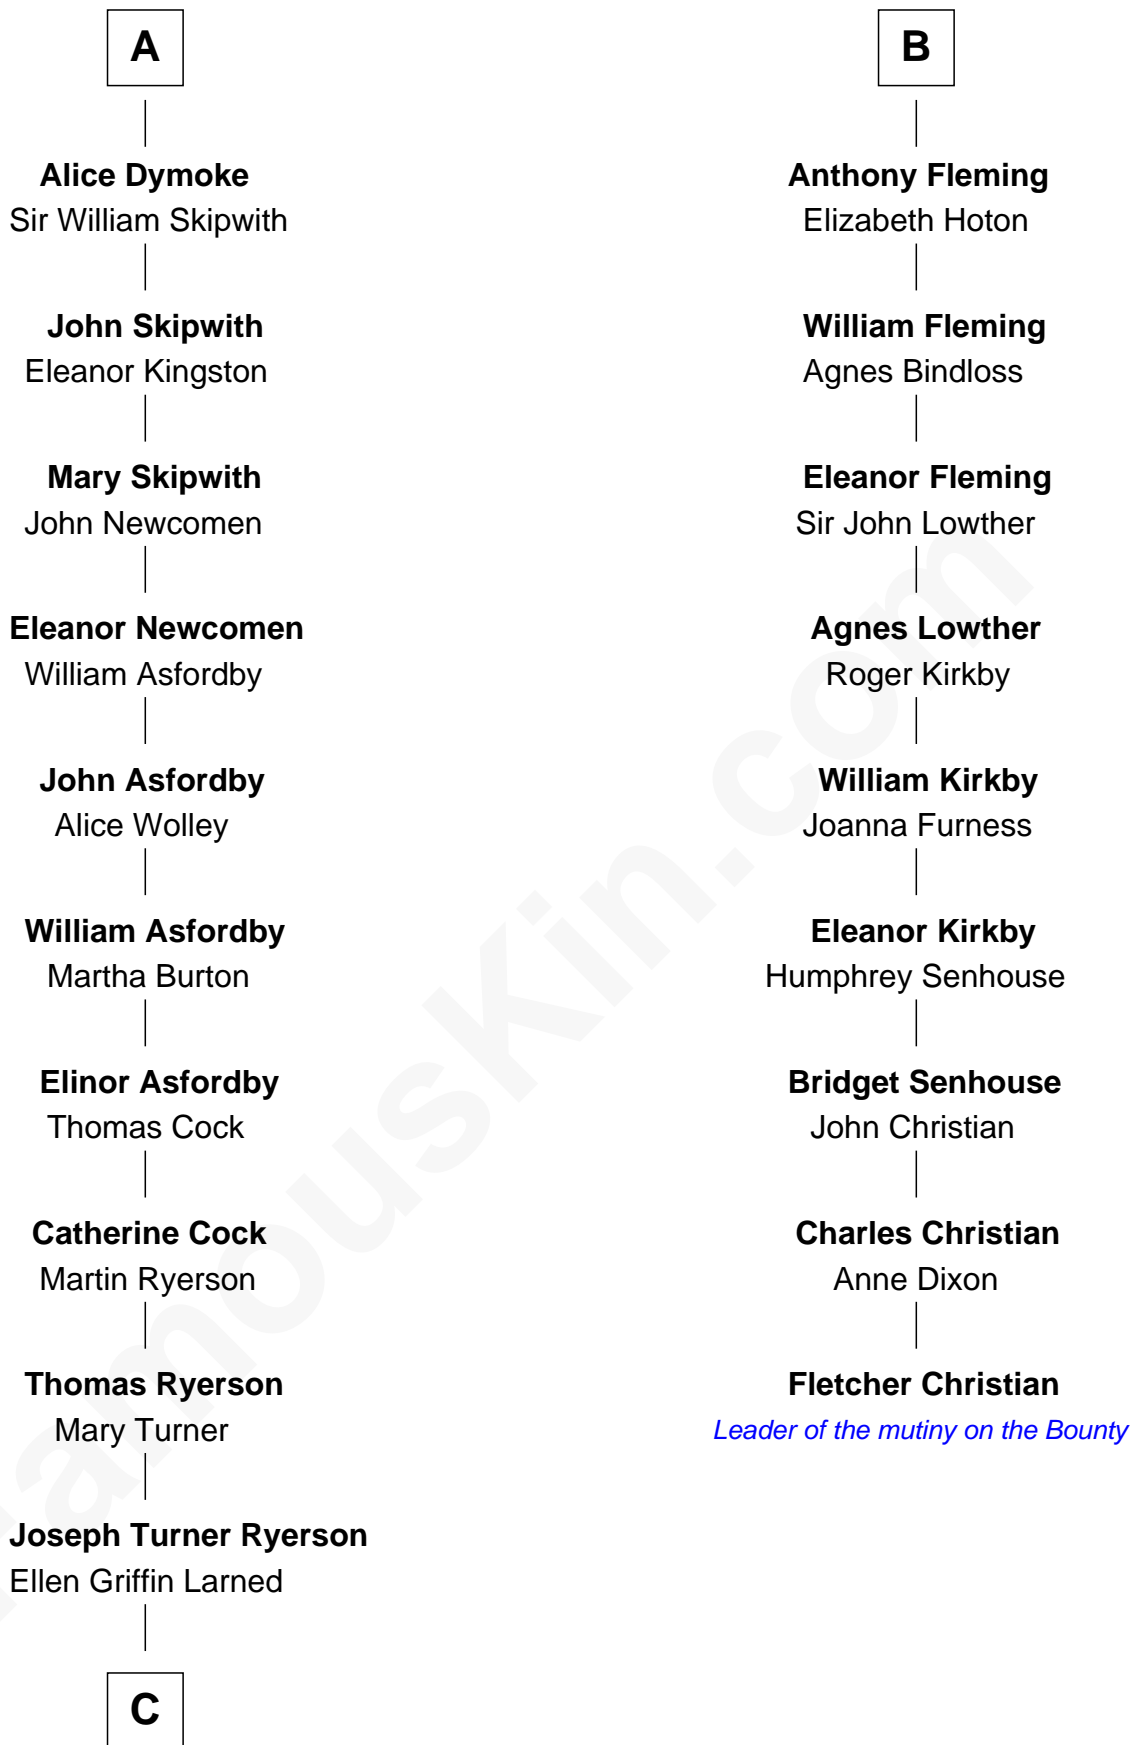 A
Alice Dymoke
Sir William Skipwith
John Skipwith
Eleanor Kingston
Mary Skipwith
John Newcomen
Eleanor Newcomen
William Asfordby
John Asfordby
Alice Wolley
William Asfordby
Martha Burton
Elinor Asfordby
Thomas Cock
Catherine Cock
Martin Ryerson
Thomas Ryerson
Mary Turner
Joseph Turner Ryerson
Ellen Griffin Larned
C
B
Anthony Fleming
Elizabeth Hoton
William Fleming
Agnes Bindloss
Eleanor Fleming
Sir John Lowther
Agnes Lowther
Roger Kirkby
William Kirkby
Joanna Furness
Eleanor Kirkby
Humphrey Senhouse
Bridget Senhouse
John Christian
Charles Christian
Anne Dixon
Fletcher Christian
Leader of the mutiny on the Bounty
FamousKin.com